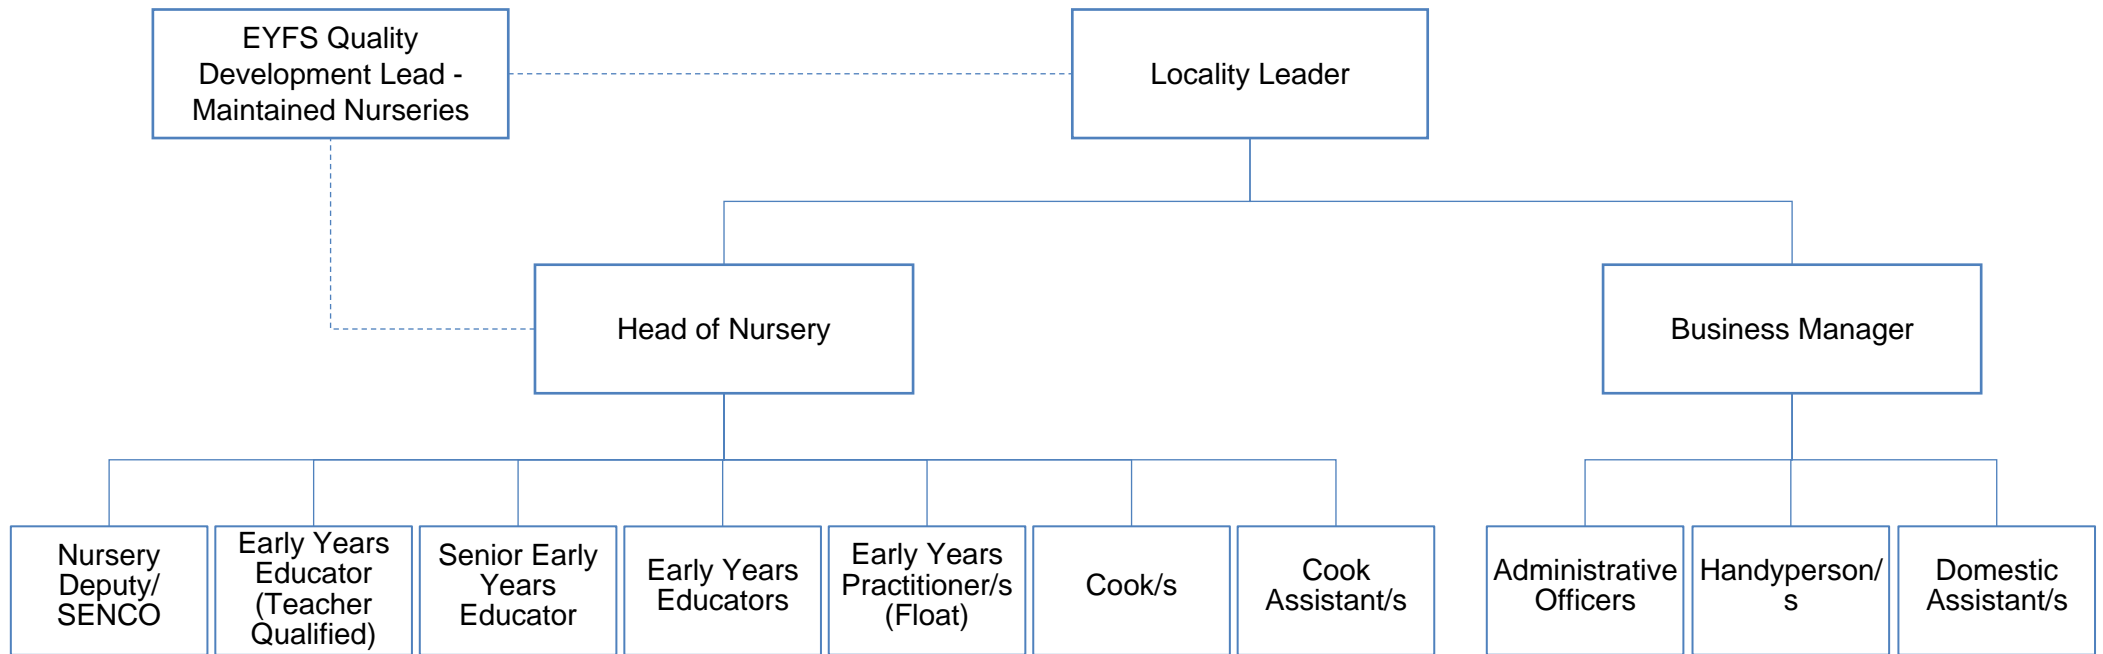 EYFS Quality
Development Lead -
Maintained Nurseries
Locality Leader
Head of Nursery
Business Manager
Nursery
Deputy/
SENCO
Early Years
Educator
(Teacher
Qualified)
Senior Early
Years
Educator
Early Years
Educators
Early Years
Practitioner/s
(Float)
Cook/s
Cook
Assistant/s
Administrative
Officers
Handyperson/
s
Domestic
Assistant/s